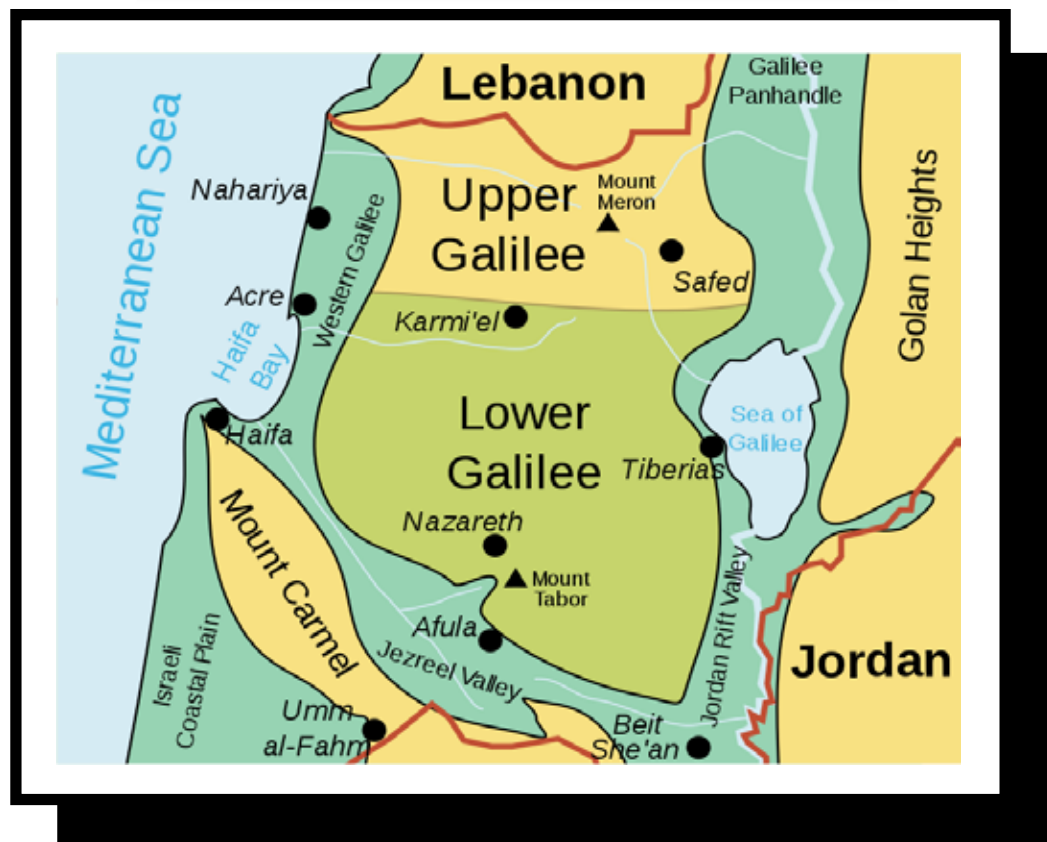 Lebanon
Galilee
Panhandle
Mediterranean Sea
Nahariya
Upper
Galilee
Mount
Meron
Western Galilee
Golan Heights
Safed
Acre
Karmi'el
Haifa
Bay
Haifa
Lower
Galilee
Sea of
Galilee
Tiberias
Nazareth
Mount Carmel
Mount
Tabor
Jordan Rift Valley
Afula
Jezreel Valley
Israeli
Coastal Plain
Jordan
Umm
al-Fahm
Beit
She'an